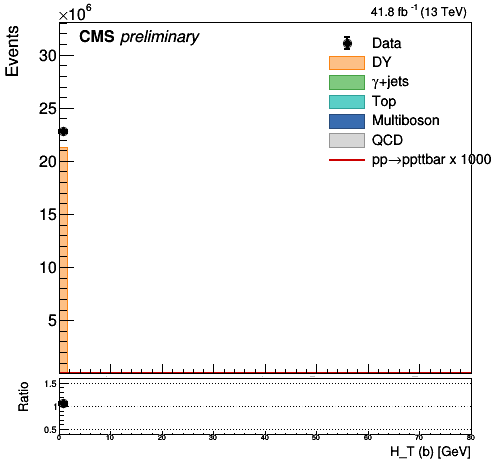 ×10⁶
41.8 fb⁻¹ (13 TeV)
CMS preliminary
Events
30
25
20
15
10
5
Data
DY
γ+jets
Top
Multiboson
QCD
pp→ppttbar x 1000
Ratio
1.5
1
0.5
0 10 20 30 40 50 60 70 80
H_T (b) [GeV]